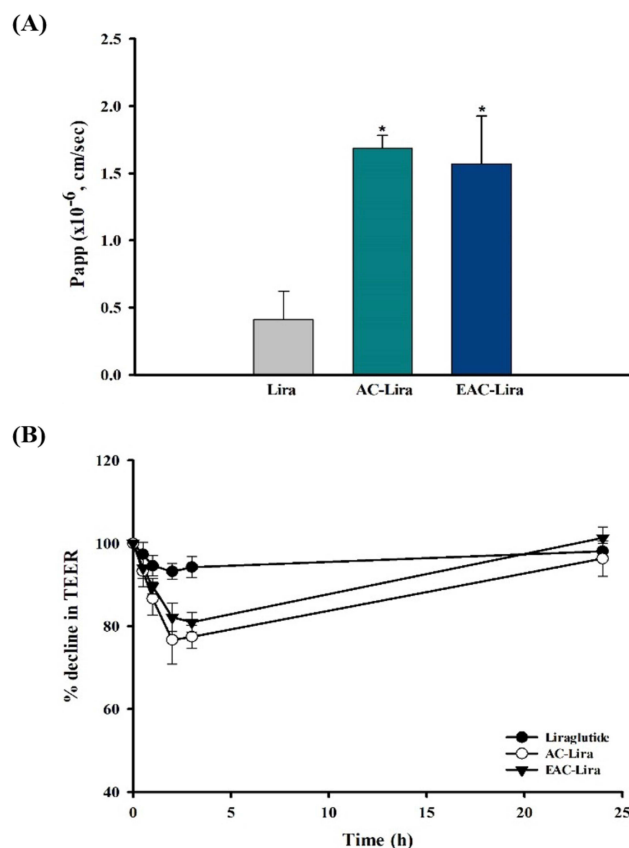 (A)
Papp (x10⁻⁶, cm/sec)
2.5
2.0
1.5
1.0
0.5
0.0
*
*
Lira AC-Lira EAC-Lira
(B)
% decline in TEER
120
100
80
60
40
Liraglutide
AC-Lira
EAC-Lira
0 5 10 15 20 25
Time (h)